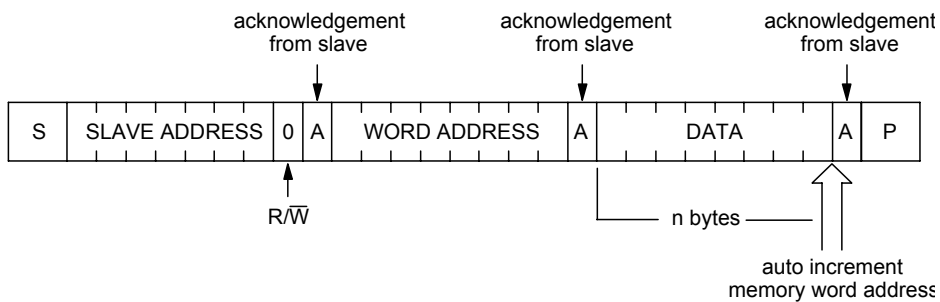 acknowledgement
from slave
acknowledgement
from slave
acknowledgement
from slave
S SLAVE ADDRESS 0 A WORD ADDRESS A DATA A P
R/W̅
n bytes
auto increment
memory word address